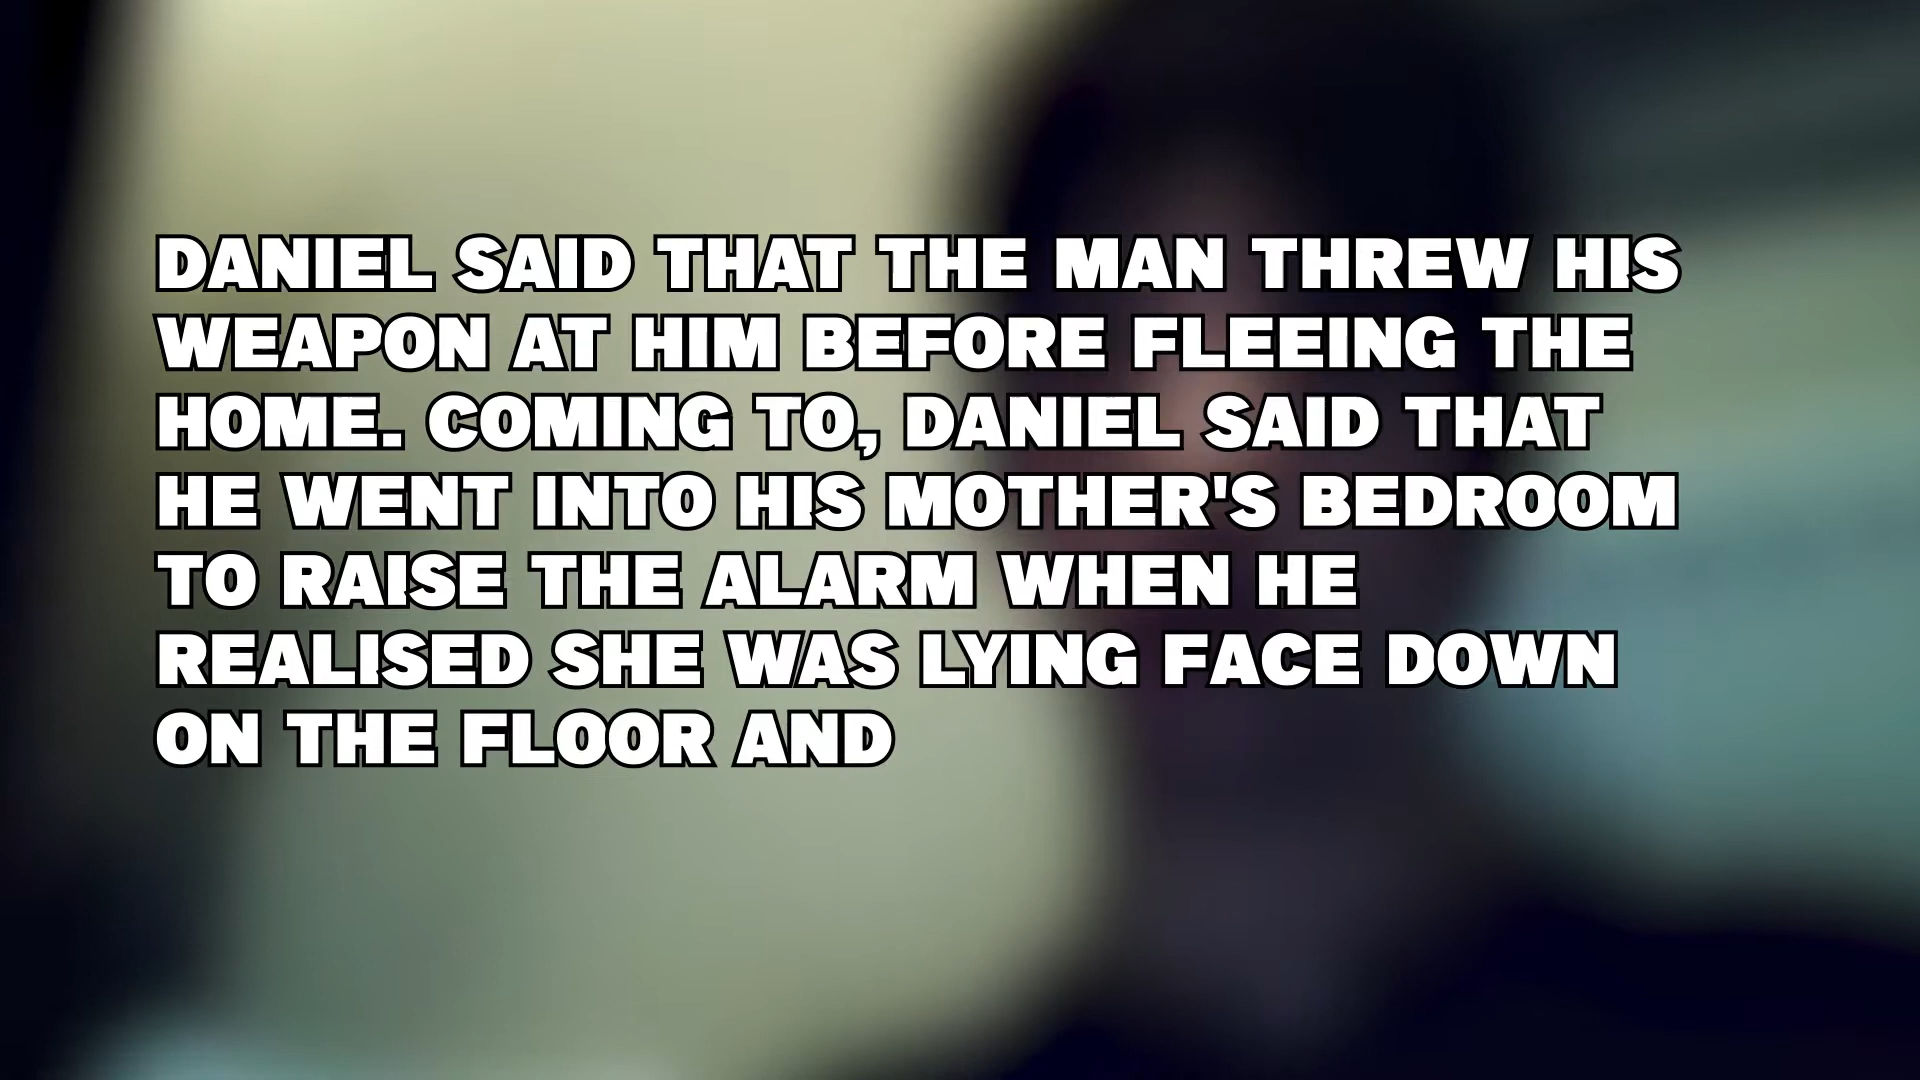 DANIEL SAID THAT THE MAN THREW HIS
WEAPON AT HIM BEFORE FLEEING THE
HOME. COMING TO, DANIEL SAID THAT
HE WENT INTO HIS MOTHER'S BEDROOM
TO RAISE THE ALARM WHEN HE
REALISED SHE WAS LYING FACE DOWN
ON THE FLOOR AND